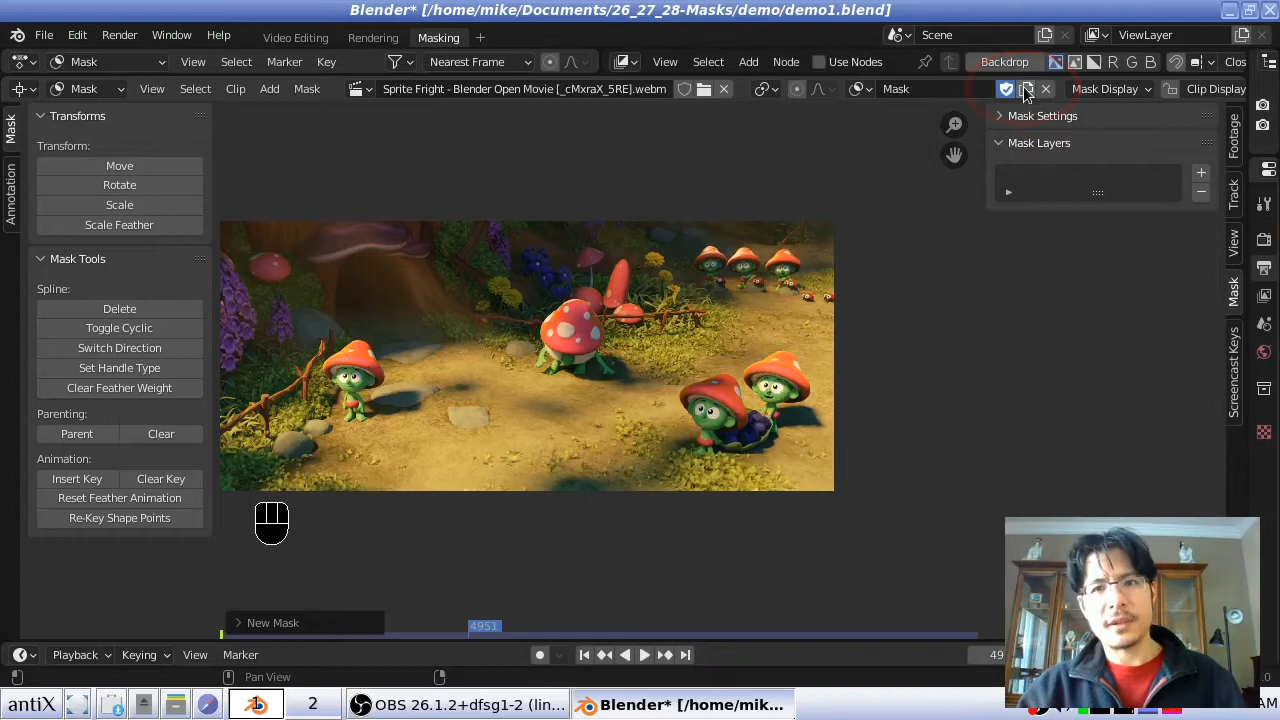 Blender* [/home/mike/Documents/26_27_28-Masks/demo/demo1.blend]
File Edit Render Window Help Video Editing Rendering Masking + Scene ViewLayer
Mask View Select Marker Channel Key Nearest Frame View Select Add Node Use Nodes Backdrop R G B Clos
Mask View Select Clip Add Mask Sprite Fright - Blender Open Movie [_cMxraX_5RE].webm Mask Mask Display Clip Display
Mask
Annotation
Transforms
Transform:
Move
Rotate
Scale
Scale Feather
Mask Tools
Spline:
Delete
Toggle Cyclic
Switch Direction
Set Handle Type
Clear Feather Weight
Parenting:
Parent Clear
Animation:
Insert Key Clear Key
Reset Feather Animation
Re-Key Shape Points
Mask Settings
Mask Layers
Footage
Track
View
Mask
Screencast Keys
New Mask
4951
Playback Keying View Marker 49
Pan View
antiX 1 2 OBS 26.1.2+dfsg1-2 (lin... Blender* [/home/mik...